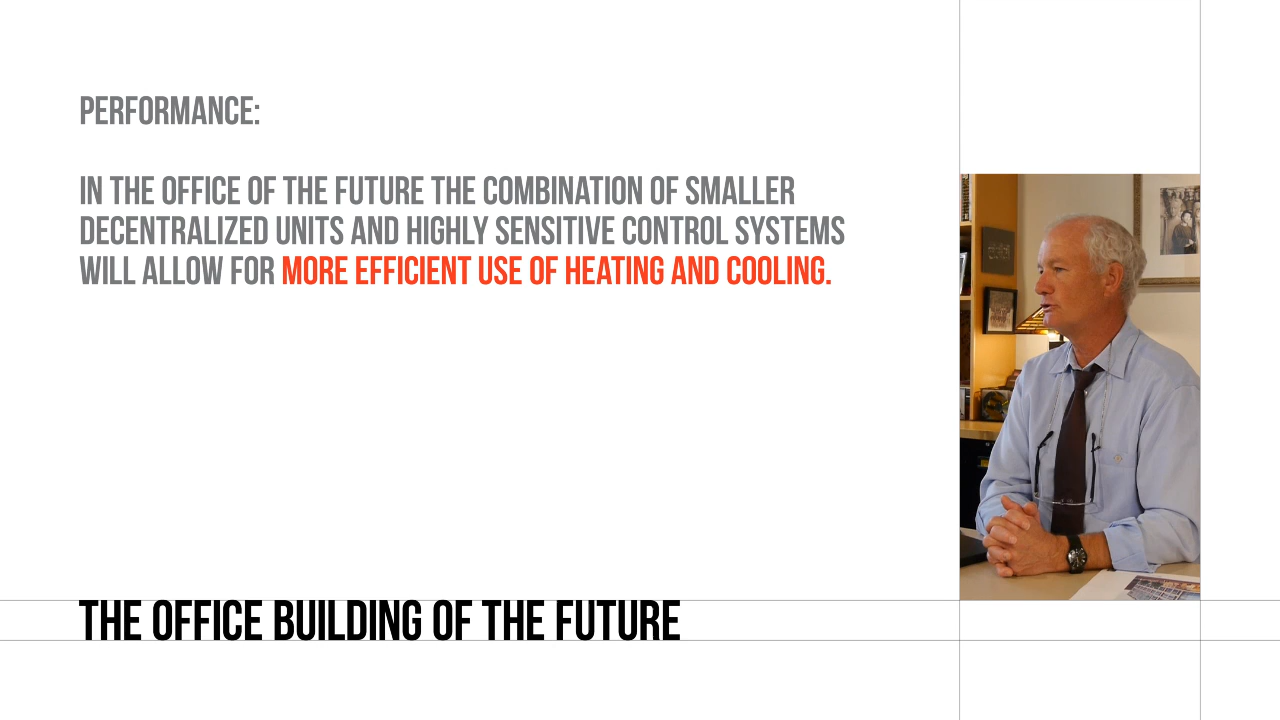 PERFORMANCE:
IN THE OFFICE OF THE FUTURE THE COMBINATION OF SMALLER
DECENTRALIZED UNITS AND HIGHLY SENSITIVE CONTROL SYSTEMS
WILL ALLOW FOR MORE EFFICIENT USE OF HEATING AND COOLING.
THE OFFICE BUILDING OF THE FUTURE